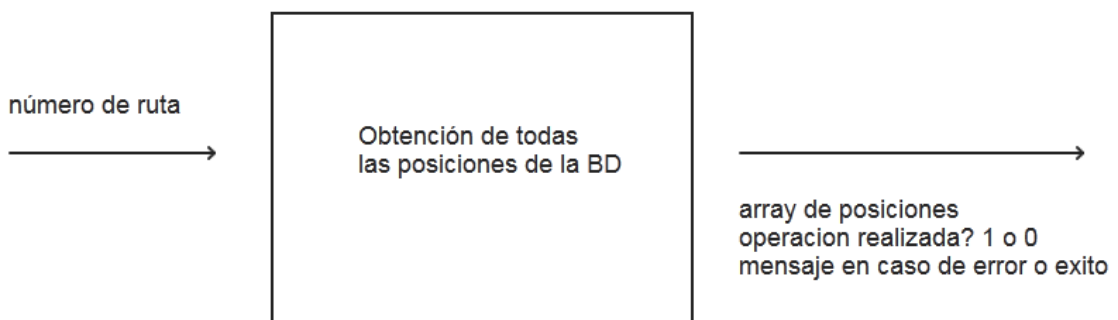 número de ruta
Obtención de todas
las posiciones de la BD
array de posiciones
operacion realizada? 1 o 0
mensaje en caso de error o exito